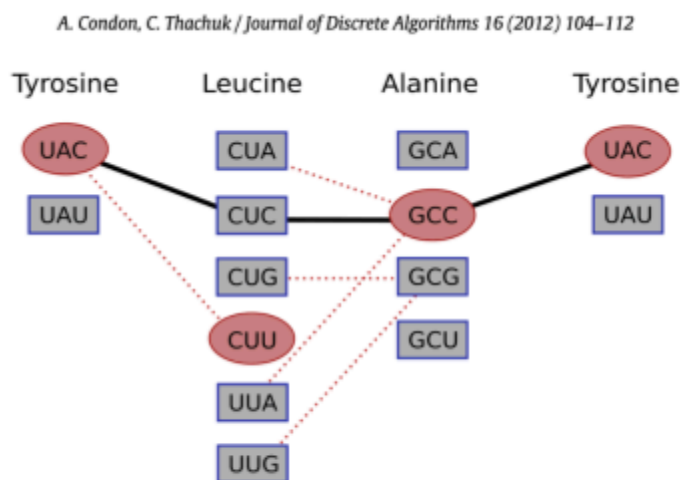 A. Condon, C. Thachuk / Journal of Discrete Algorithms 16 (2012) 104–112
Tyrosine Leucine Alanine Tyrosine
UAC CUA GCA UAC
UAU CUC GCC UAU
CUG GCG
CUU GCU
UUA
UUG